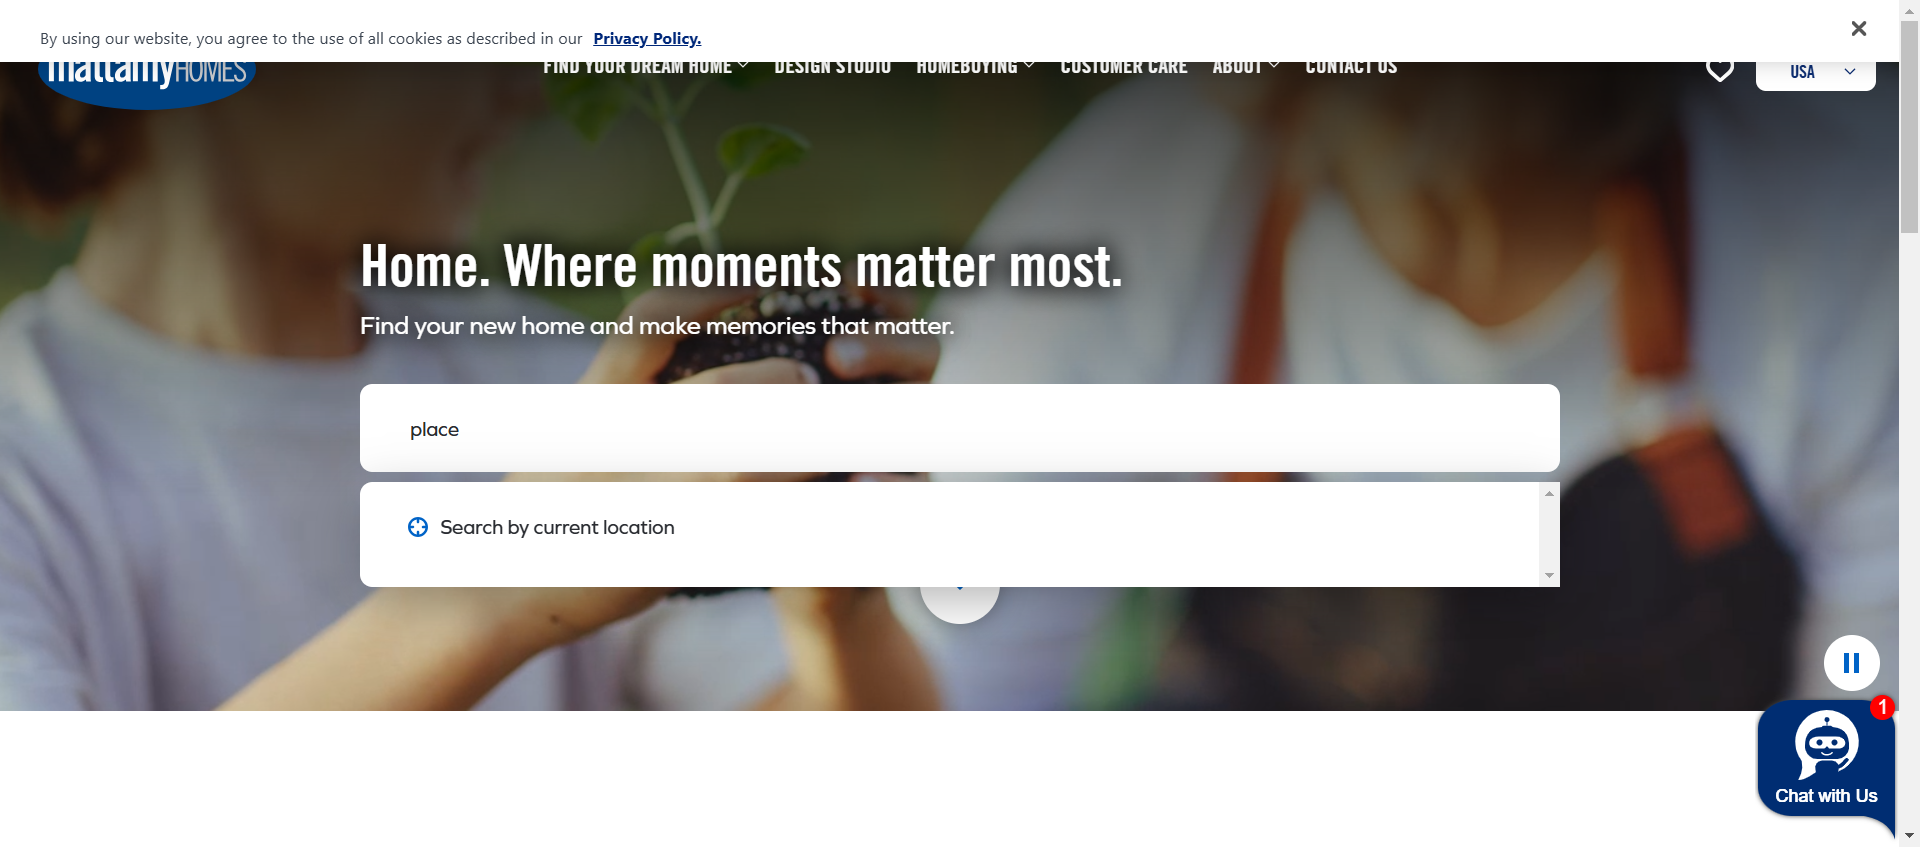 By using our website, you agree to the use of all cookies as described in our Privacy Policy.
mattamyHOMES
FIND YOUR DREAM HOME
DESIGN STUDIO
HOMEBUYING
CUSTOMER CARE
ABOUT
CONTACT US
USA
Home. Where moments matter most.
Find your new home and make memories that matter.
place
Search by current location
1
Chat with Us